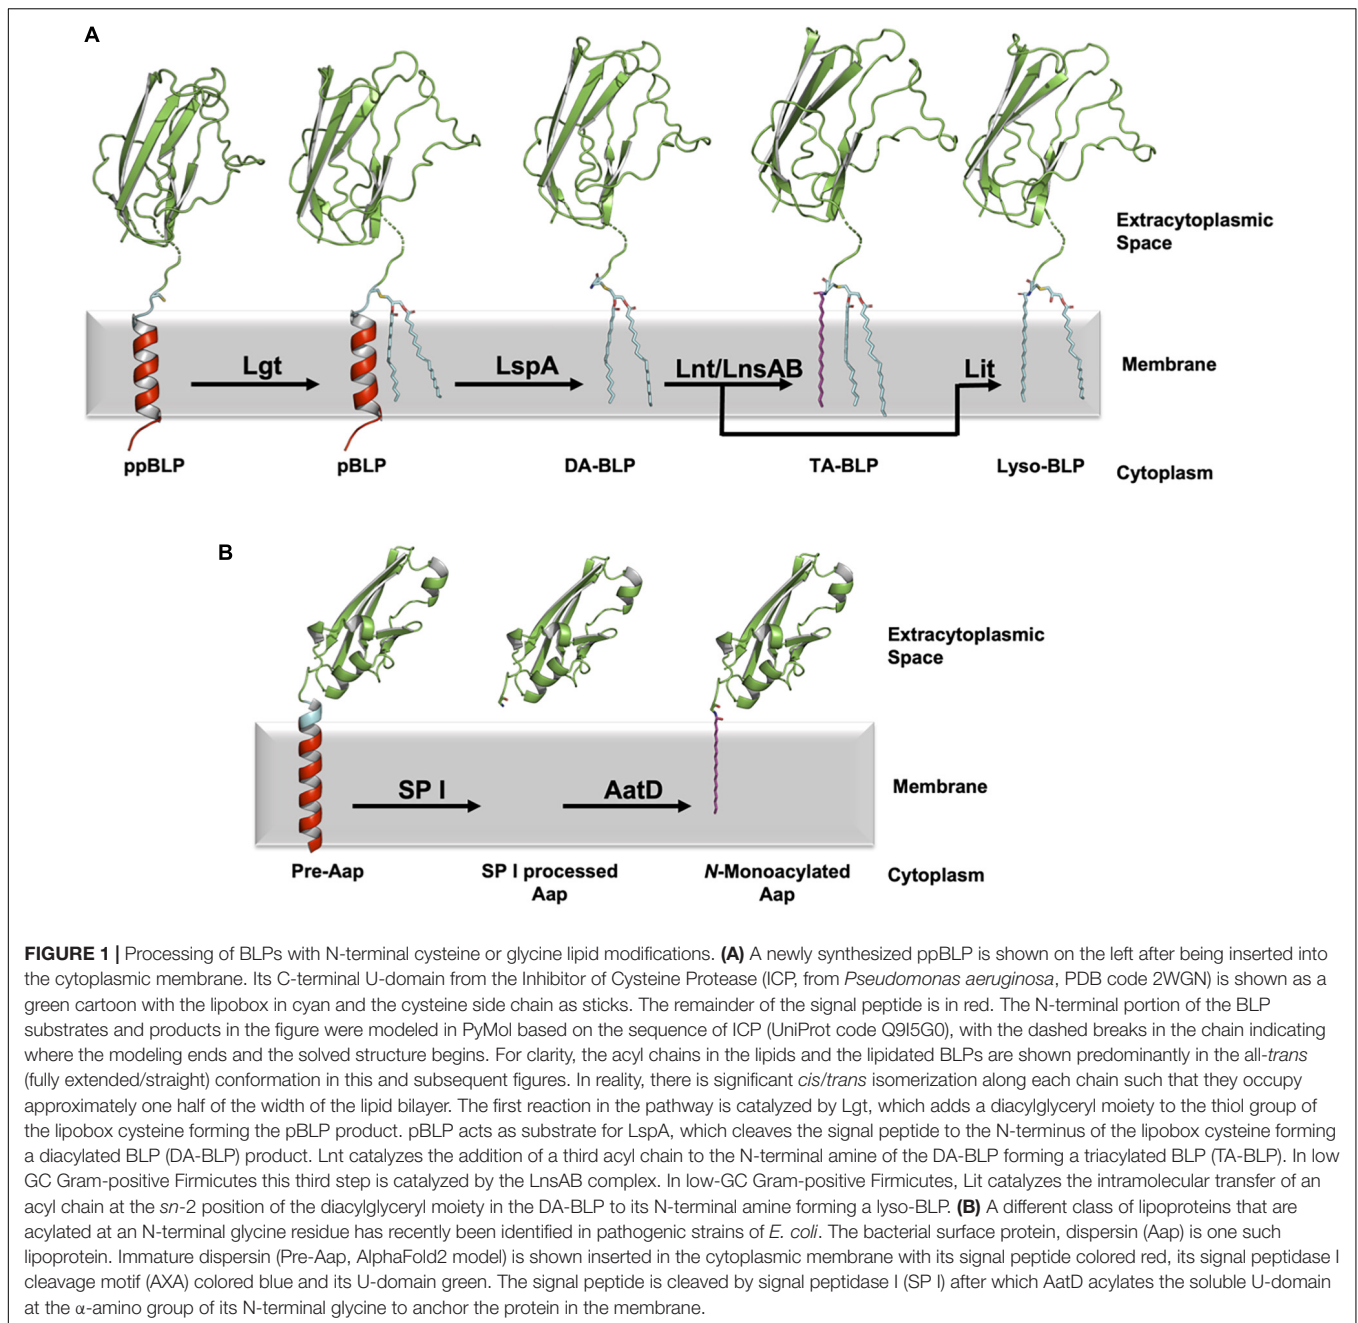 A
Extracytoplasmic
Space
Lgt
LspA
Lnt/LnsAB
Lit
Membrane
ppBLP
pBLP
DA-BLP
TA-BLP
Lyso-BLP
Cytoplasm
B
Extracytoplasmic
Space
SP I
AatD
Membrane
Pre-Aap
SP I processed
Aap
N-Monoacylated
Aap
Cytoplasm
FIGURE 1 | Processing of BLPs with N-terminal cysteine or glycine lipid modifications. (A) A newly synthesized ppBLP is shown on the left after being inserted into
the cytoplasmic membrane. Its C-terminal U-domain from the Inhibitor of Cysteine Protease (ICP, from Pseudomonas aeruginosa, PDB code 2WGN) is shown as a
green cartoon with the lipobox in cyan and the cysteine side chain as sticks. The remainder of the signal peptide is in red. The N-terminal portion of the BLP
substrates and products in the figure were modeled in PyMol based on the sequence of ICP (UniProt code Q9I5G0), with the dashed breaks in the chain indicating
where the modeling ends and the solved structure begins. For clarity, the acyl chains in the lipids and the lipidated BLPs are shown predominantly in the all-trans
(fully extended/straight) conformation in this and subsequent figures. In reality, there is significant cis/trans isomerization along each chain such that they occupy
approximately one half of the width of the lipid bilayer. The first reaction in the pathway is catalyzed by Lgt, which adds a diacylglyceryl moiety to the thiol group of
the lipobox cysteine forming the pBLP product. pBLP acts as substrate for LspA, which cleaves the signal peptide to the N-terminus of the lipobox cysteine forming
a diacylated BLP (DA-BLP) product. Lnt catalyzes the addition of a third acyl chain to the N-terminal amine of the DA-BLP forming a triacylated BLP (TA-BLP). In low
GC Gram-positive Firmicutes this third step is catalyzed by the LnsAB complex. In low-GC Gram-positive Firmicutes, Lit catalyzes the intramolecular transfer of an
acyl chain at the sn-2 position of the diacylglyceryl moiety in the DA-BLP to its N-terminal amine forming a lyso-BLP. (B) A different class of lipoproteins that are
acylated at an N-terminal glycine residue has recently been identified in pathogenic strains of E. coli. The bacterial surface protein, dispersin (Aap) is one such
lipoprotein. Immature dispersin (Pre-Aap, AlphaFold2 model) is shown inserted in the cytoplasmic membrane with its signal peptide colored red, its signal peptidase I
cleavage motif (AXA) colored blue and its U-domain green. The signal peptide is cleaved by signal peptidase I (SP I) after which AatD acylates the soluble U-domain
at the α-amino group of its N-terminal glycine to anchor the protein in the membrane.